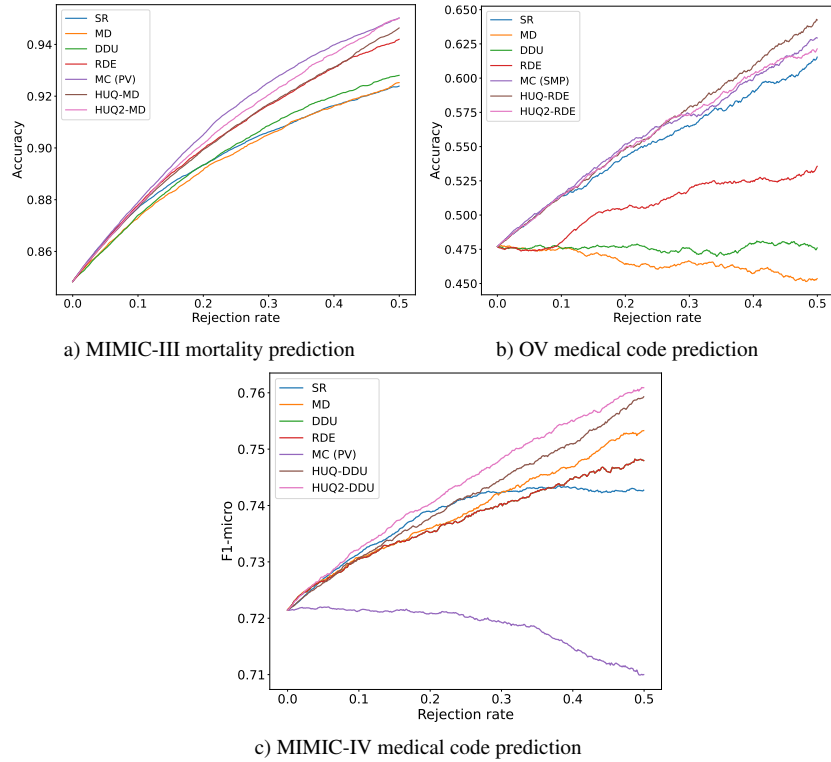 SR
MD
DDU
RDE
MC (PV)
HUQ-MD
HUQ2-MD
Accuracy
0.94
0.92
0.90
0.88
0.86
0.0 0.1 0.2 0.3 0.4 0.5
Rejection rate
a) MIMIC-III mortality prediction
SR
MD
DDU
RDE
MC (SMP)
HUQ-RDE
HUQ2-RDE
Accuracy
0.650
0.625
0.600
0.575
0.550
0.525
0.500
0.475
0.450
0.0 0.1 0.2 0.3 0.4 0.5
Rejection rate
b) OV medical code prediction
SR
MD
DDU
RDE
MC (PV)
HUQ-DDU
HUQ2-DDU
F1-micro
0.76
0.75
0.74
0.73
0.72
0.71
0.0 0.1 0.2 0.3 0.4 0.5
Rejection rate
c) MIMIC-IV medical code prediction